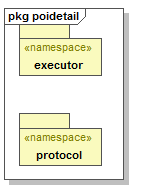 pkg poidetail
«namespace»
executor
«namespace»
protocol